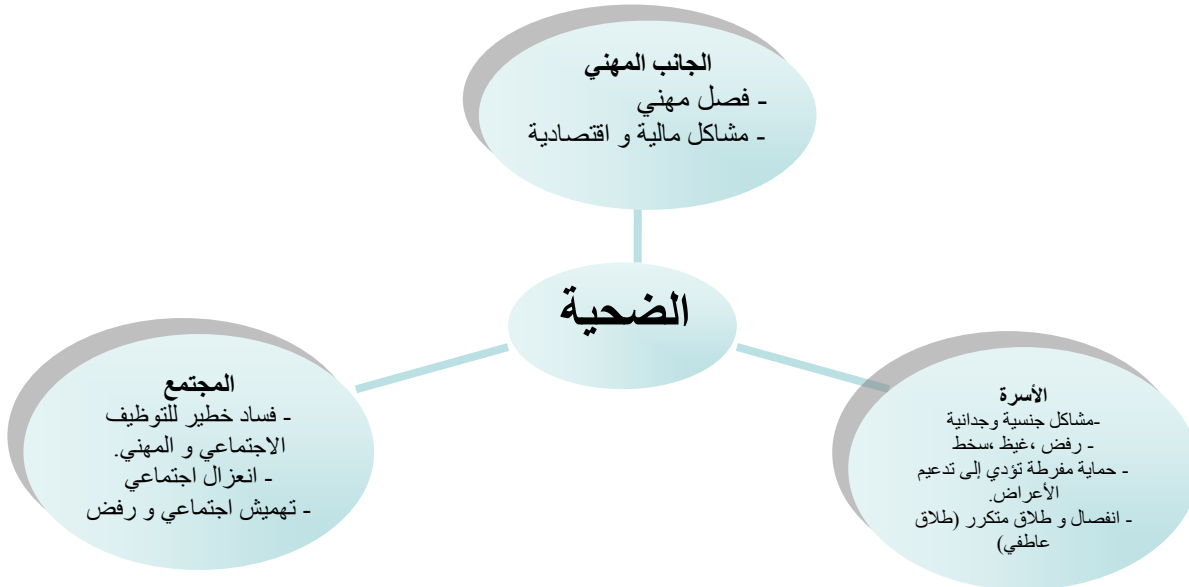 الجانب المهني
- فصل مهني
- مشاكل مالية و اقتصادية
الضحية
الأسرة
-مشاكل جنسية وجدانية
- رفض ،غيظ ،سخط
- حماية مفرطة تؤدي إلى تدعيم
الأعراض.
- انفصال و طلاق متكرر (طلاق
عاطفي)
المجتمع
- فساد خطير للتوظيف
الاجتماعي و المهني.
- انعزال اجتماعي
- تهميش اجتماعي و رفض